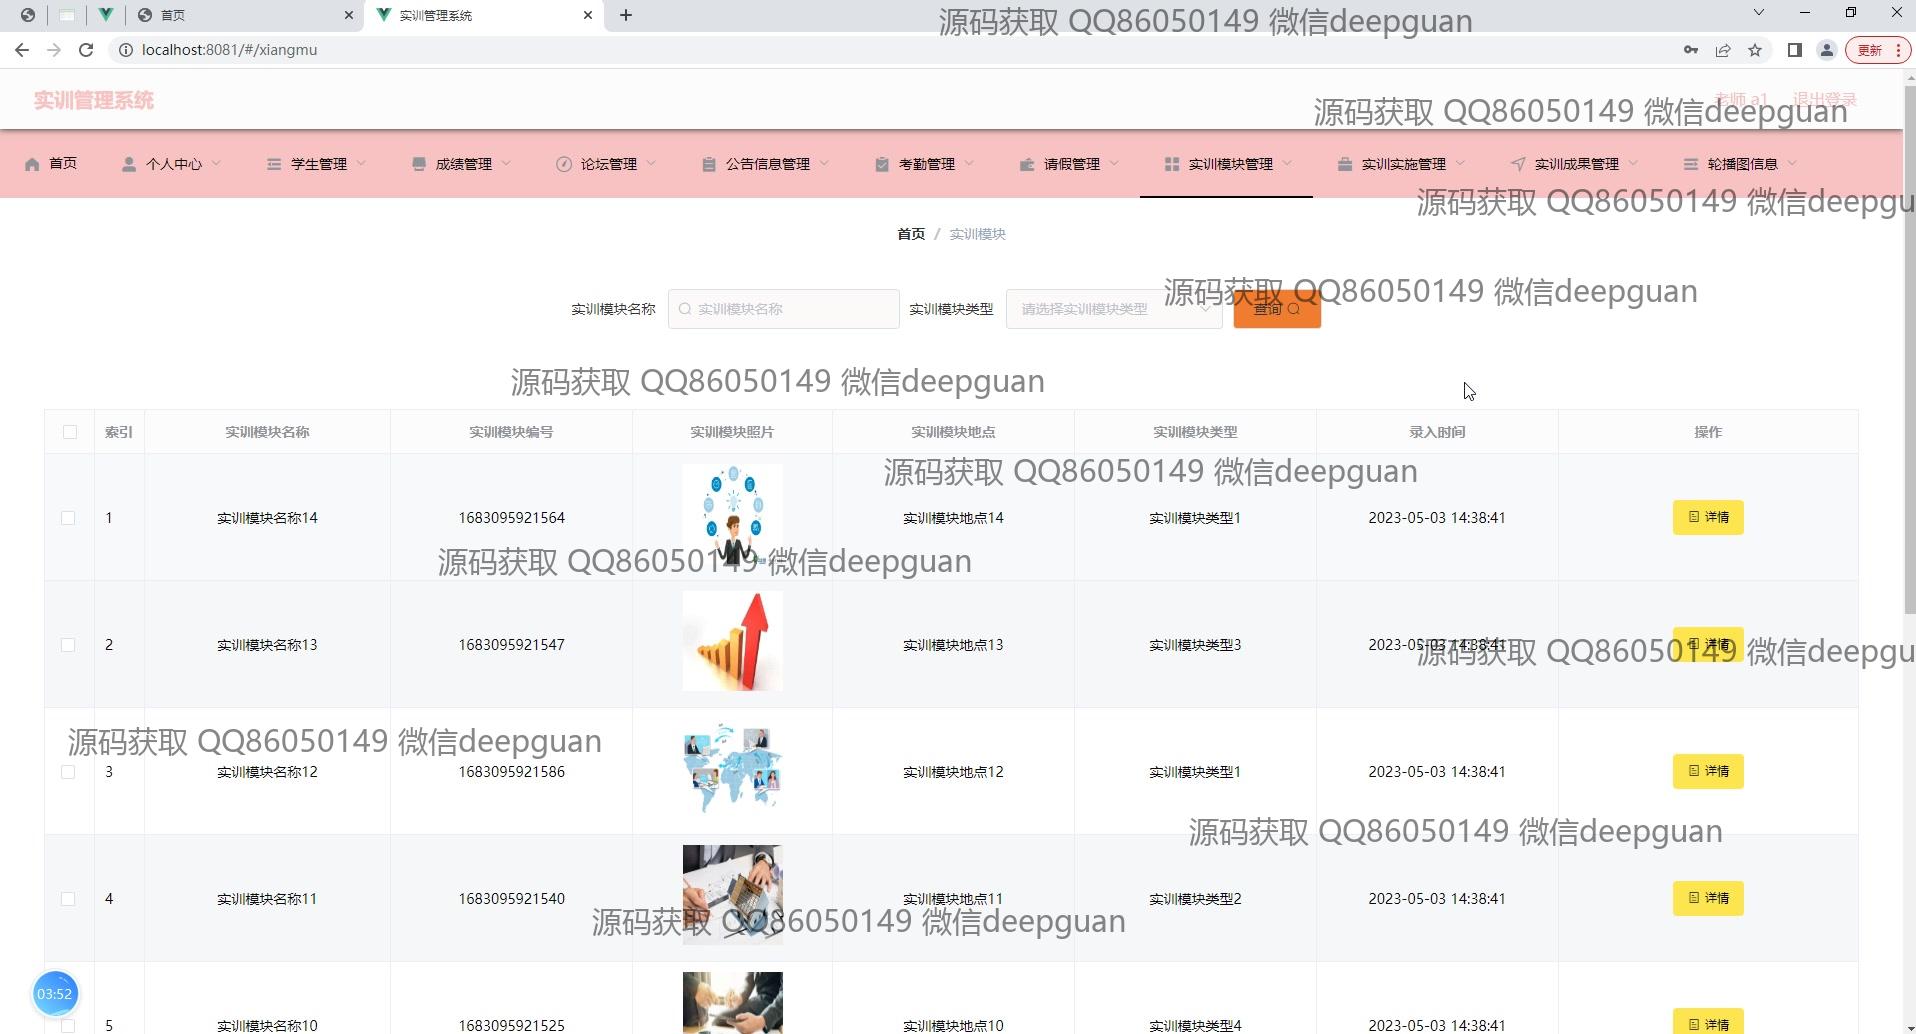 首页
实训管理系统
源码获取 QQ86050149 微信deepguan
localhost:8081/#/xiangmu
更新
实训管理系统
老师 a1 退出登录
源码获取 QQ86050149 微信deepguan
首页 个人中心 学生管理 成绩管理 论坛管理 公告信息管理 考勤管理 请假管理 实训模块管理 实训实施管理 实训成果管理 轮播图信息
源码获取 QQ86050149 微信deepgu
首页 / 实训模块
源码获取 QQ86050149 微信deepguan
实训模块名称 实训模块名称 实训模块类型 请选择实训模块类型 查询
源码获取 QQ86050149 微信deepguan
索引 实训模块名称 实训模块编号 实训模块照片 实训模块地点 实训模块类型 录入时间 操作
源码获取 QQ86050149 微信deepguan
1 实训模块名称14 1683095921564 实训模块地点14 实训模块类型1 2023-05-03 14:38:41 详情
源码获取 QQ86050149 微信deepguan
2 实训模块名称13 1683095921547 实训模块地点13 实训模块类型3 2023-05-03 14:38:41 详情
源码获取 QQ86050149 微信deepgu
源码获取 QQ86050149 微信deepguan
3 实训模块名称12 1683095921586 实训模块地点12 实训模块类型1 2023-05-03 14:38:41 详情
源码获取 QQ86050149 微信deepguan
4 实训模块名称11 1683095921540 实训模块地点11 实训模块类型2 2023-05-03 14:38:41 详情
源码获取 QQ86050149 微信deepguan
03:52
5 实训模块名称10 1683095921525 实训模块地点10 实训模块类型4 2023-05-03 14:38:41 详情